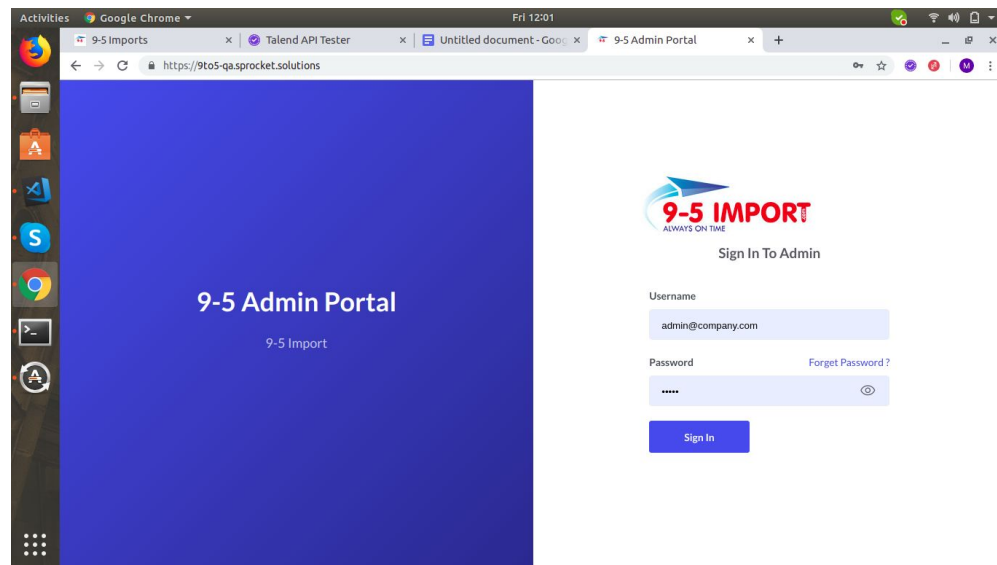 Activities Google Chrome Fri 12:01
9-5 Imports Talend API Tester Untitled document - Goog 9-5 Admin Portal
https://9to5-qa.sprocket.solutions
M
9-5 IMPORT
ALWAYS ON TIME
Sign In To Admin
9-5 Admin Portal
9-5 Import
Username
admin@company.com
Password Forget Password ?
•••••
Sign In